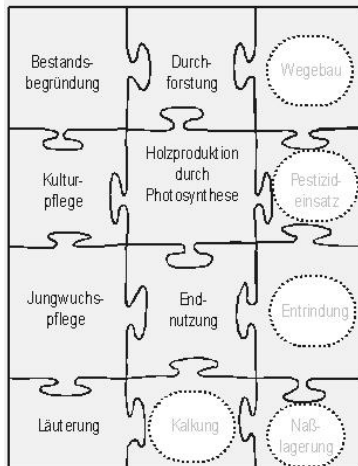 Bestands-
begründung
Durch-
forstung
Wegebau
Kultur-
pflege
Holzproduktion
durch
Photosynthese
Pestizid-
einsatz
Jungwuchs-
pflege
End-
nutzung
Entrindung
Läuterung
Kalkung
Naß-
lagerung